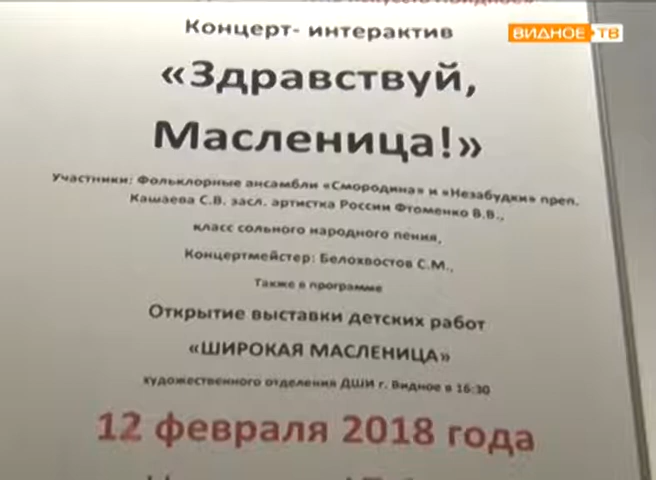 ВИДНОЕ ТВ
Концерт- интерактив
«Здравствуй,
Масленица!»
Участники: Фольклорные ансамбли «Смородина» и «Незабудки» преп.
Кашаева С.В. засл. артистка России Фтоменко В.В.,
класс сольного народного пения,
Концертмейстер: Белохвостов С.М.,
Также в программе
Открытие выставки детских работ
«ШИРОКАЯ МАСЛЕНИЦА»
художественного отделения ДШИ г. Видное в 16:30
12 февраля 2018 года